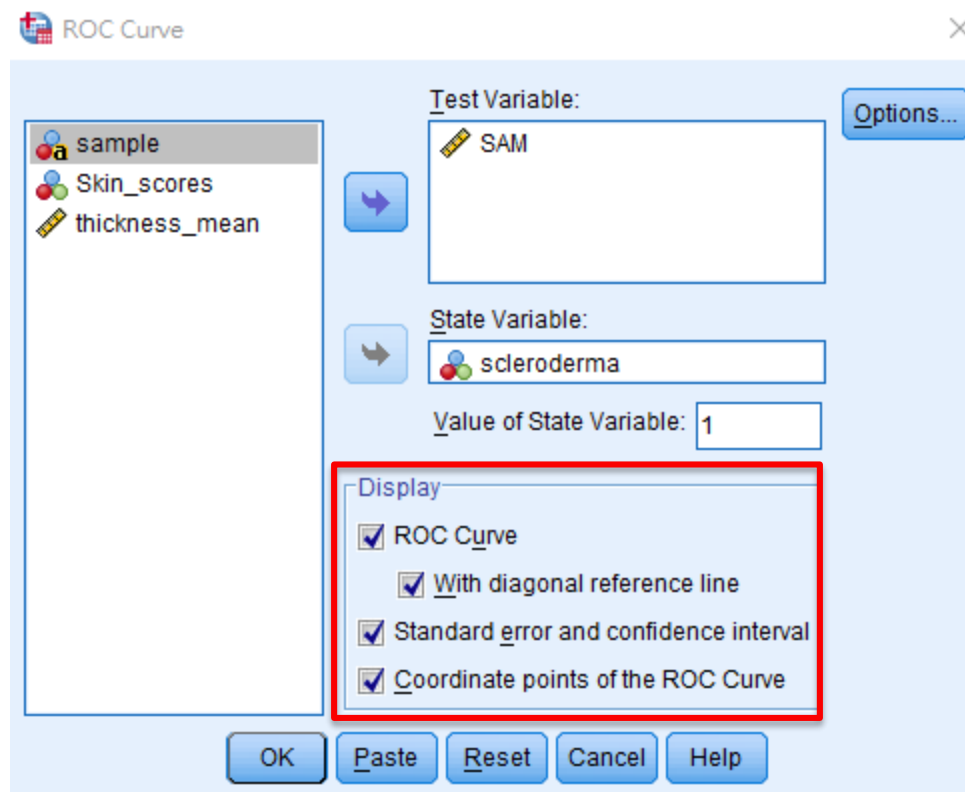 ROC Curve
Test Variable:
Options...
sample
Skin_scores
thickness_mean
SAM
State Variable:
scleroderma
Value of State Variable: 1
Display
ROC Curve
With diagonal reference line
Standard error and confidence interval
Coordinate points of the ROC Curve
OK Paste Reset Cancel Help